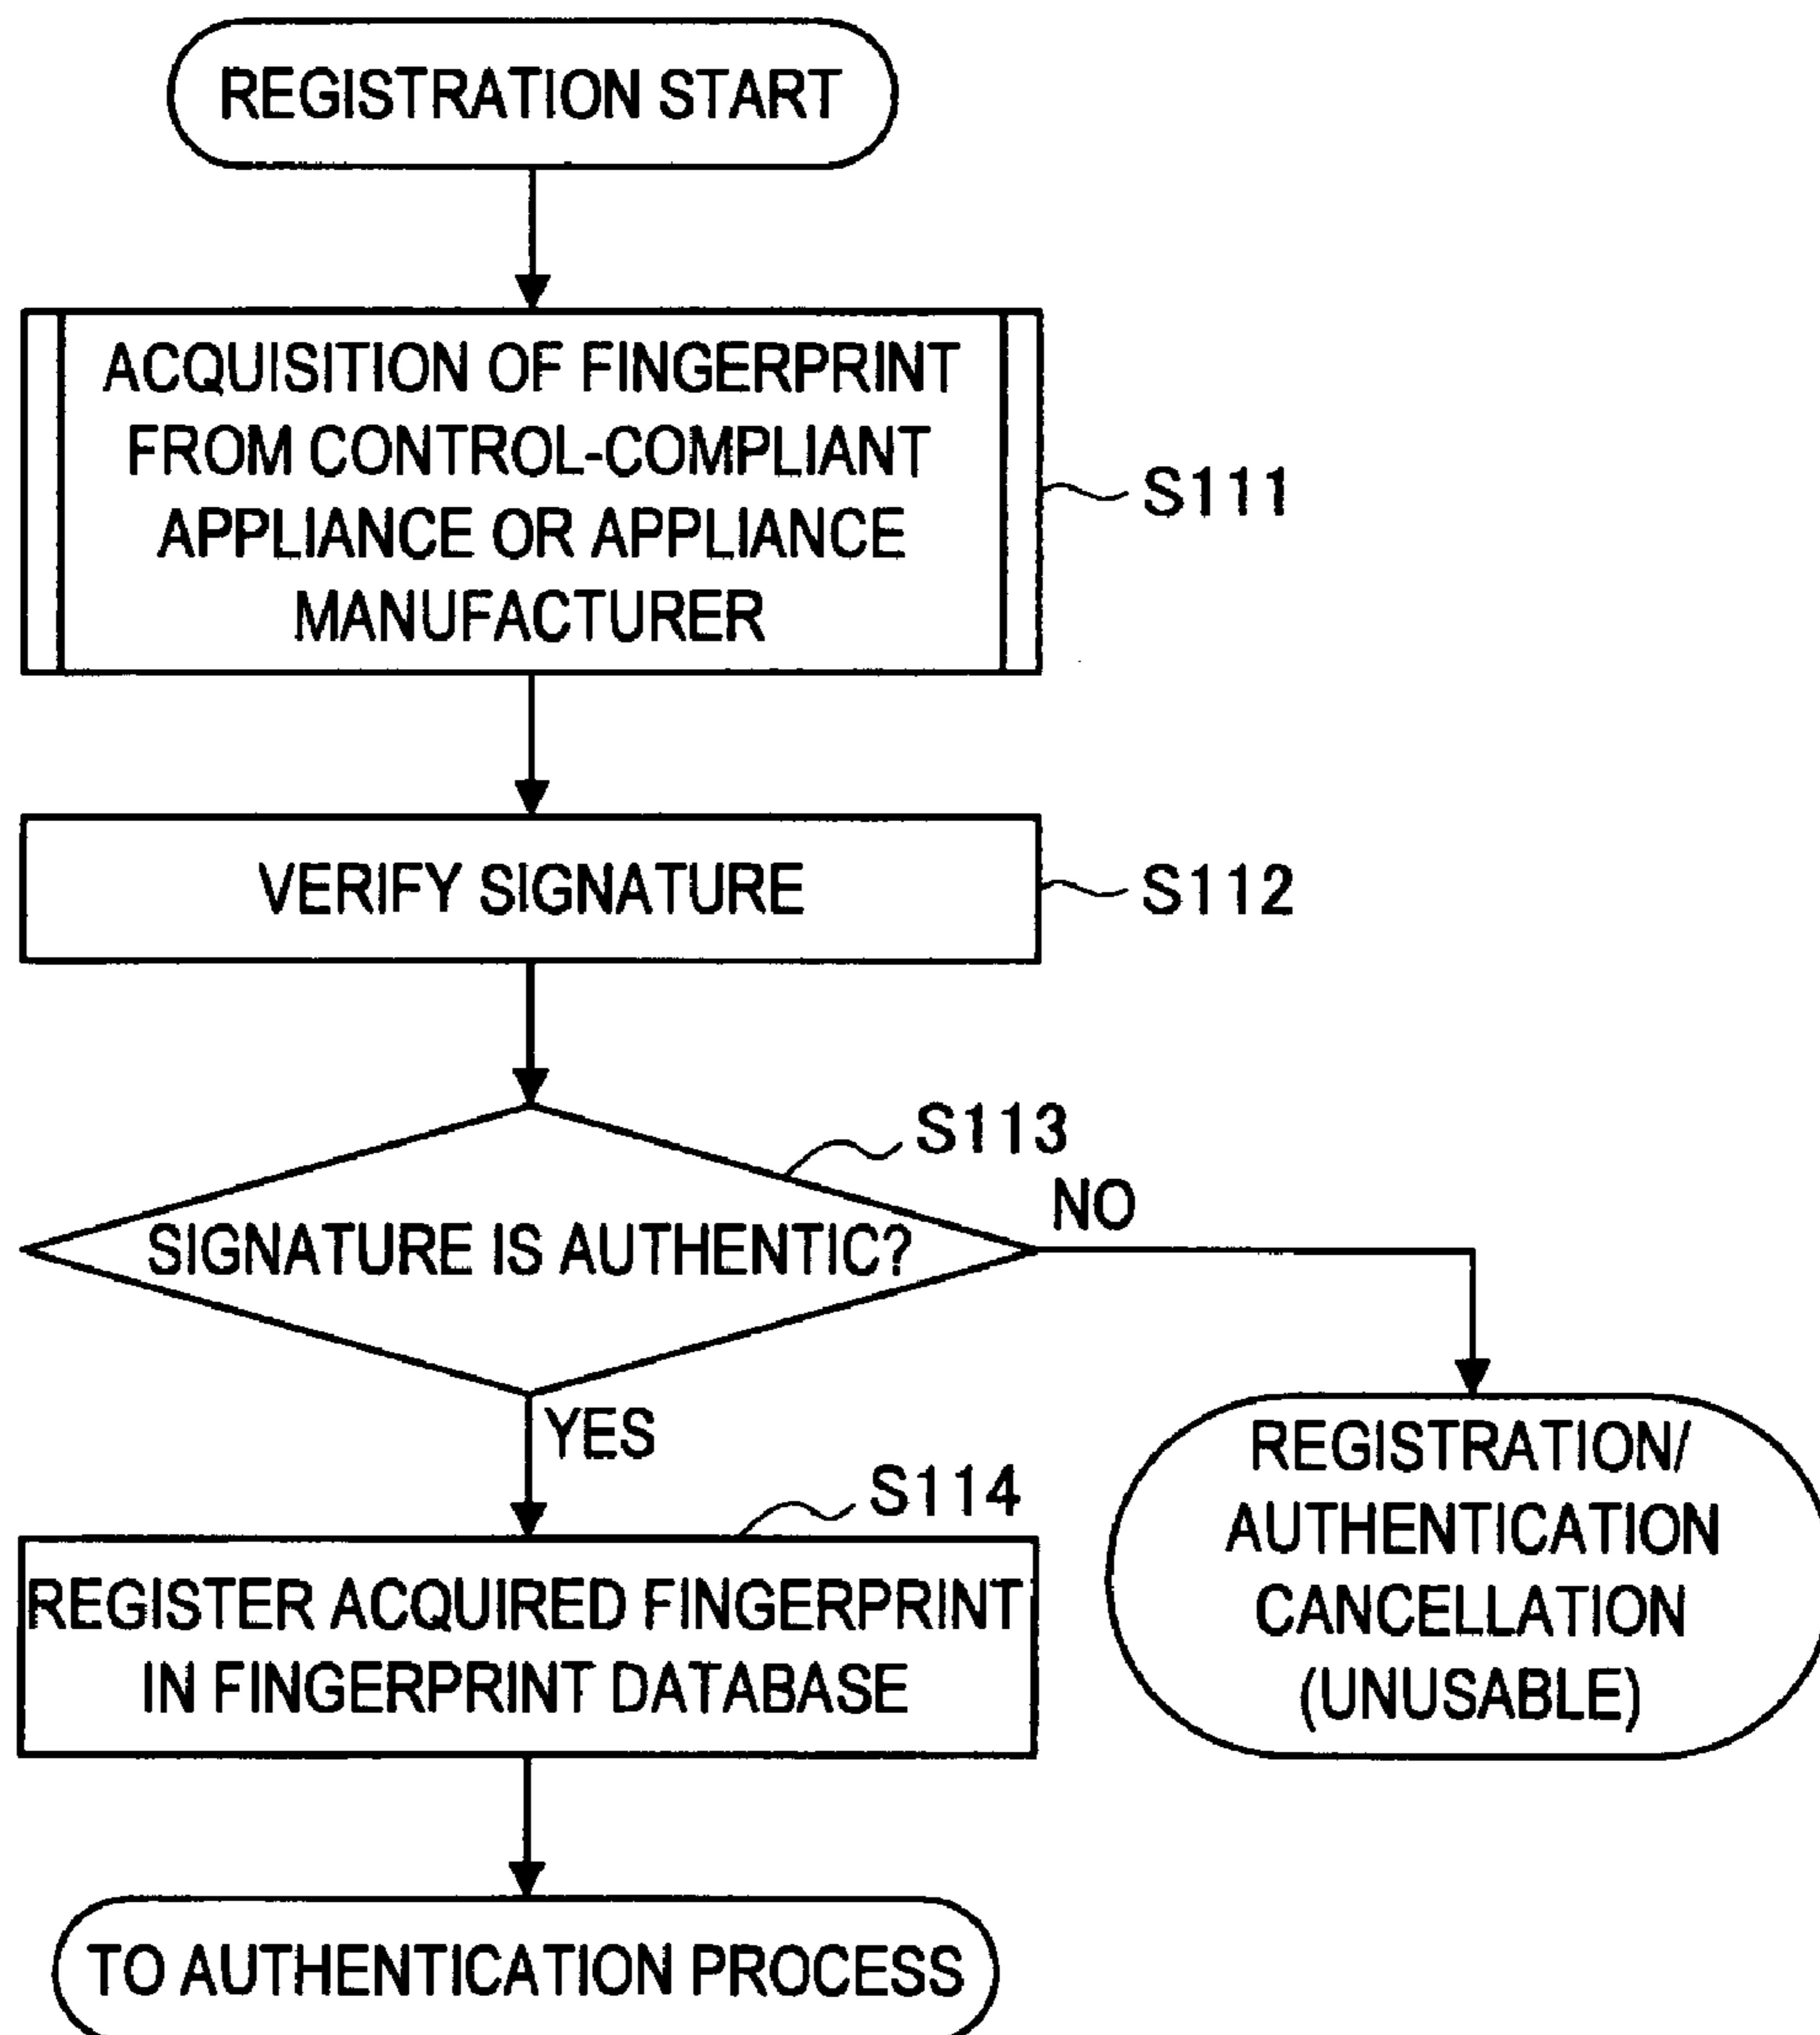 REGISTRATION START
ACQUISITION OF FINGERPRINT
FROM CONTROL-COMPLIANT
APPLIANCE OR APPLIANCE
MANUFACTURER
S111
VERIFY SIGNATURE
S112
S113
SIGNATURE IS AUTHENTIC?
NO
YES
S114
REGISTER ACQUIRED FINGERPRINT
IN FINGERPRINT DATABASE
REGISTRATION/
AUTHENTICATION
CANCELLATION
(UNUSABLE)
TO AUTHENTICATION PROCESS